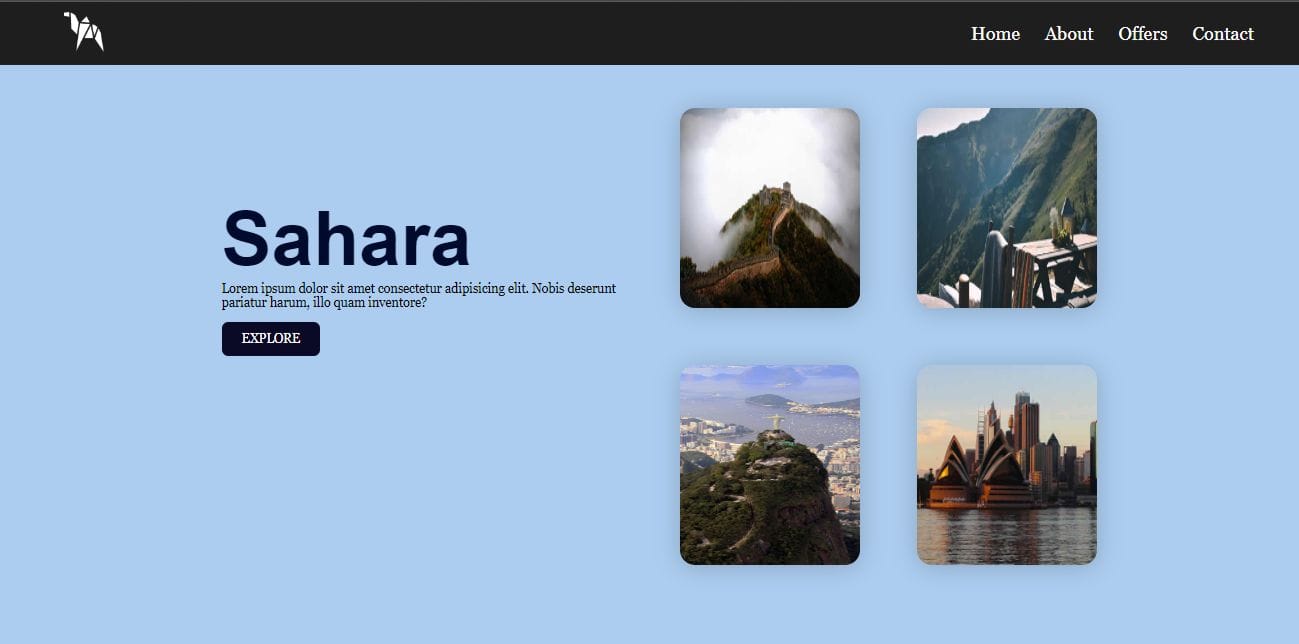 Home About Offers Contact
Sahara
Lorem ipsum dolor sit amet consectetur adipisicing elit. Nobis deserunt
pariatur harum, illo quam inventore?
EXPLORE